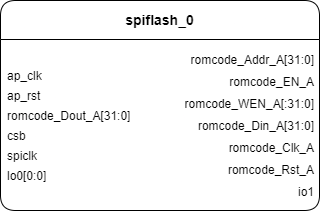 spiflash_0
romcode_Addr_A[31:0]
ap_clk
romcode_EN_A
ap_rst
romcode_WEN_A[:31:0]
romcode_Dout_A[31:0]
romcode_Din_A[31:0]
csb
romcode_Clk_A
spiclk
romcode_Rst_A
Io0[0:0]
io1